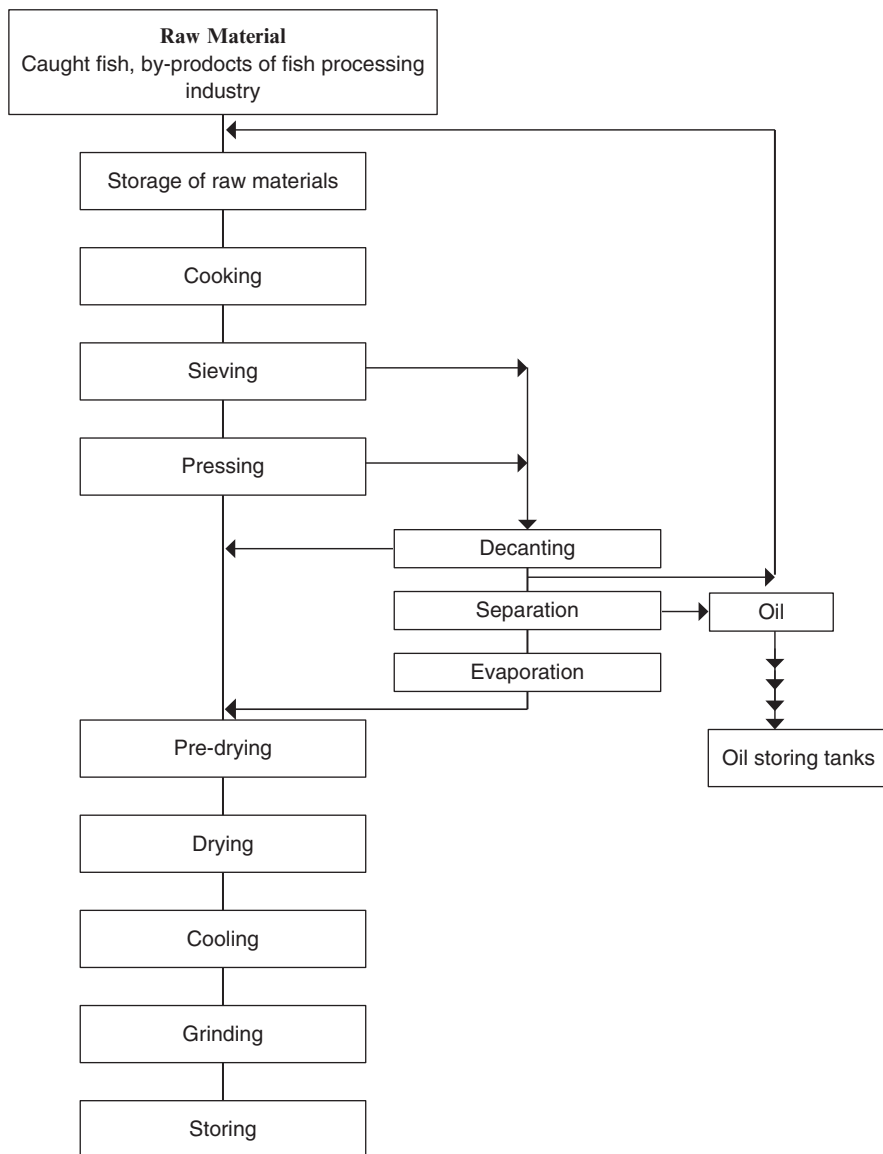 Raw Material
Caught fish, by-products of fish processing
industry
Storage of raw materials
Cooking
Sieving
Pressing
Decanting
Separation
Oil
Evaporation
Pre-drying
Oil storing tanks
Drying
Cooling
Grinding
Storing